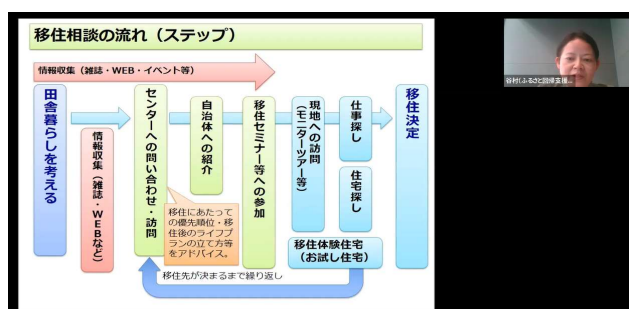 移住相談の流れ（ステップ）
情報収集（雑誌・WEB・イベント等）
田舎暮らしを考える
情報収集（雑誌・WEBなど）
センターへの問い合わせ・訪問
自治体への紹介
移住にあたって
の優先順位・移
住後のライフプ
ランの立て方等
をアドバイス。
移住セミナー等への参加
現地への訪問
（モニターツアー等）
仕事探し
住宅探し
移住体験住宅
（お試し住宅）
移住決定
移住先が決まるまで繰り返し
谷村（ふるさと回帰支援...